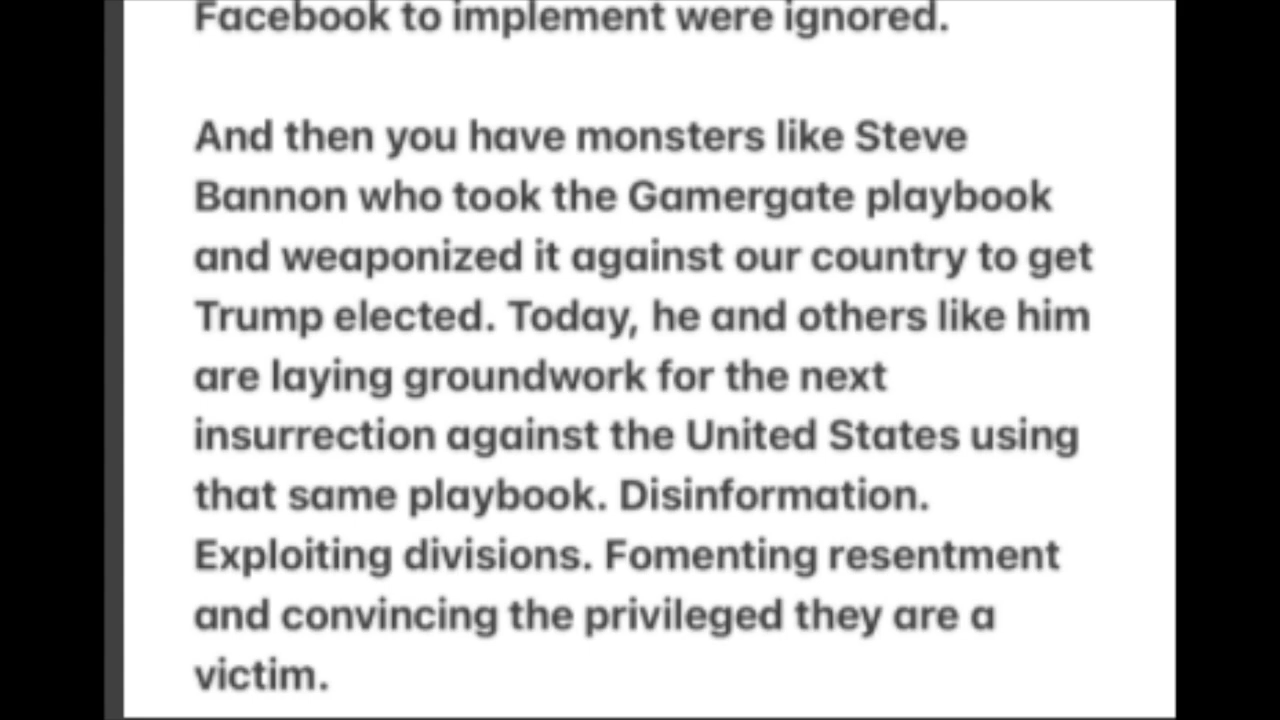 Facebook to implement were ignored.
And then you have monsters like Steve
Bannon who took the Gamergate playbook
and weaponized it against our country to get
Trump elected. Today, he and others like him
are laying groundwork for the next
insurrection against the United States using
that same playbook. Disinformation.
Exploiting divisions. Fomenting resentment
and convincing the privileged they are a
victim.